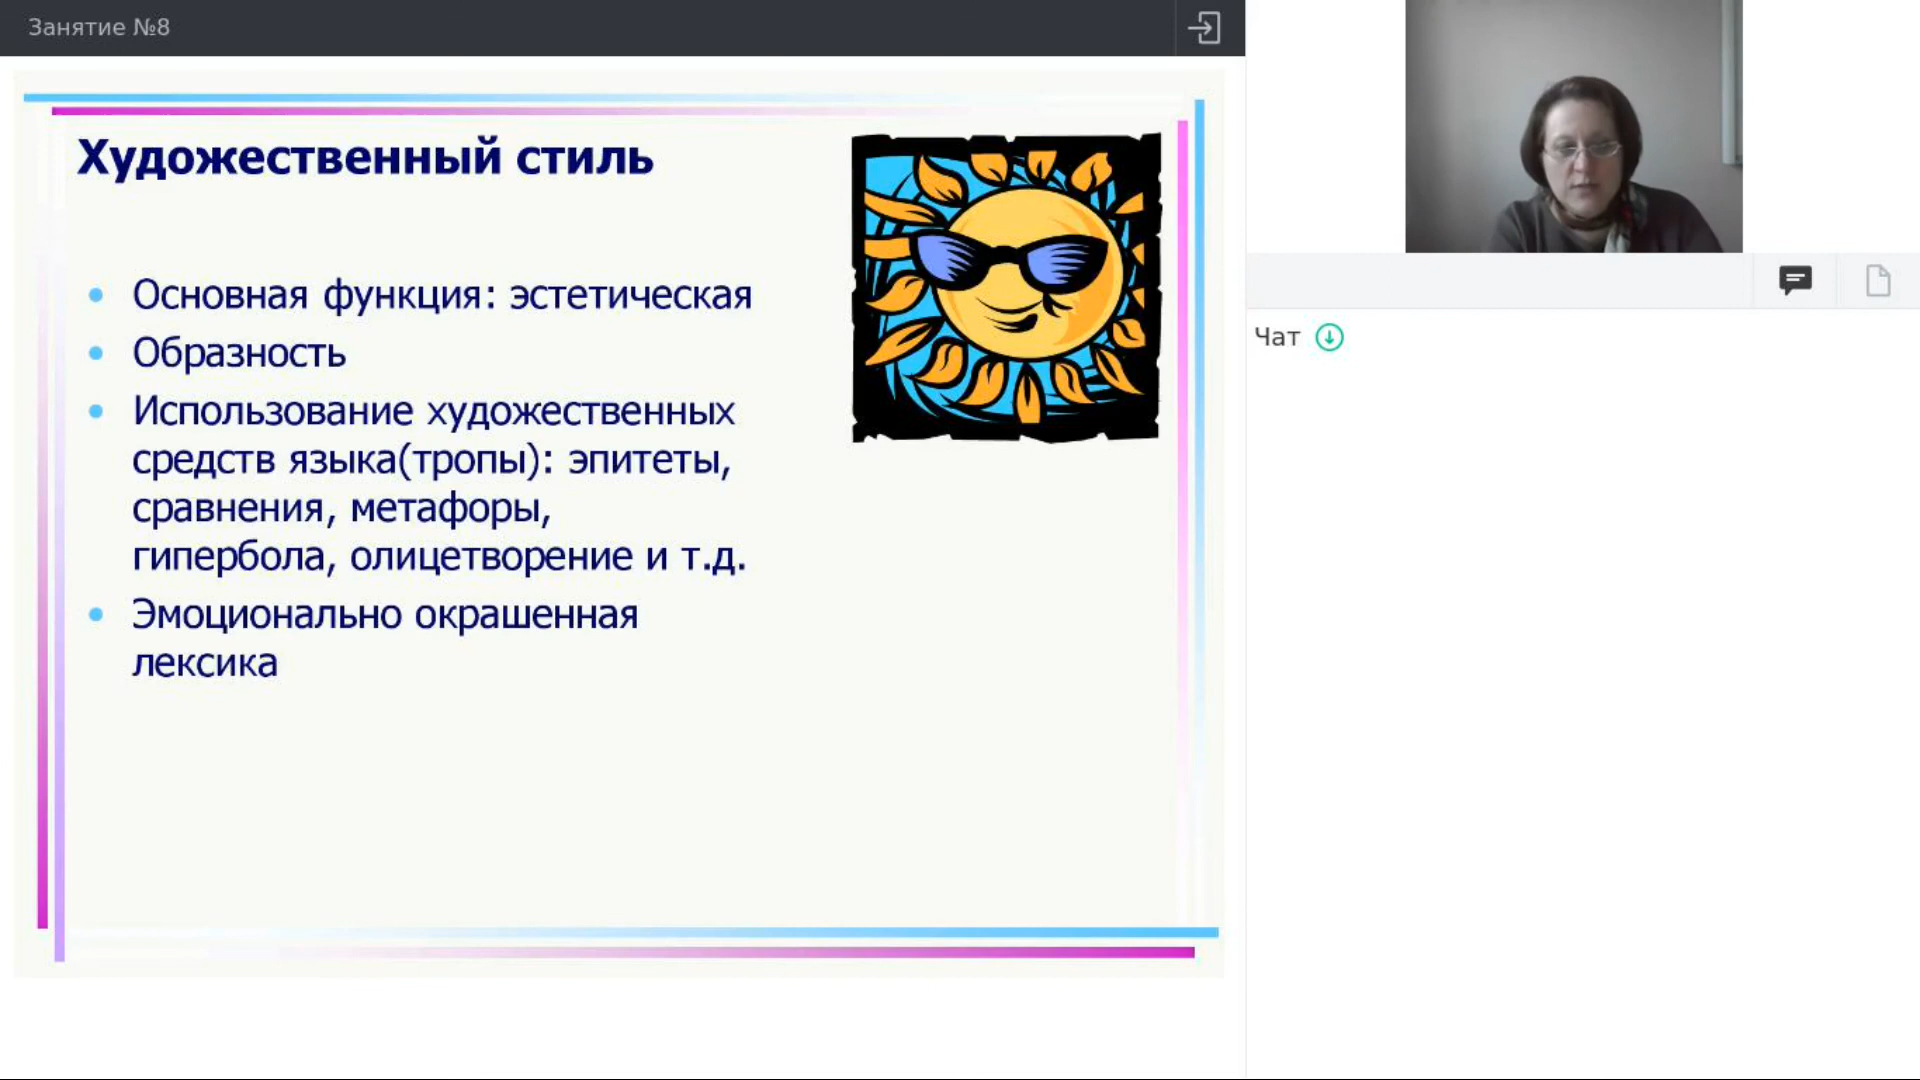 Занятие №8
Художественный стиль
Основная функция: эстетическая
Образность
Использование художественных
средств языка(тропы): эпитеты,
сравнения, метафоры,
гипербола, олицетворение и т.д.
Эмоционально окрашенная
лексика
Чат